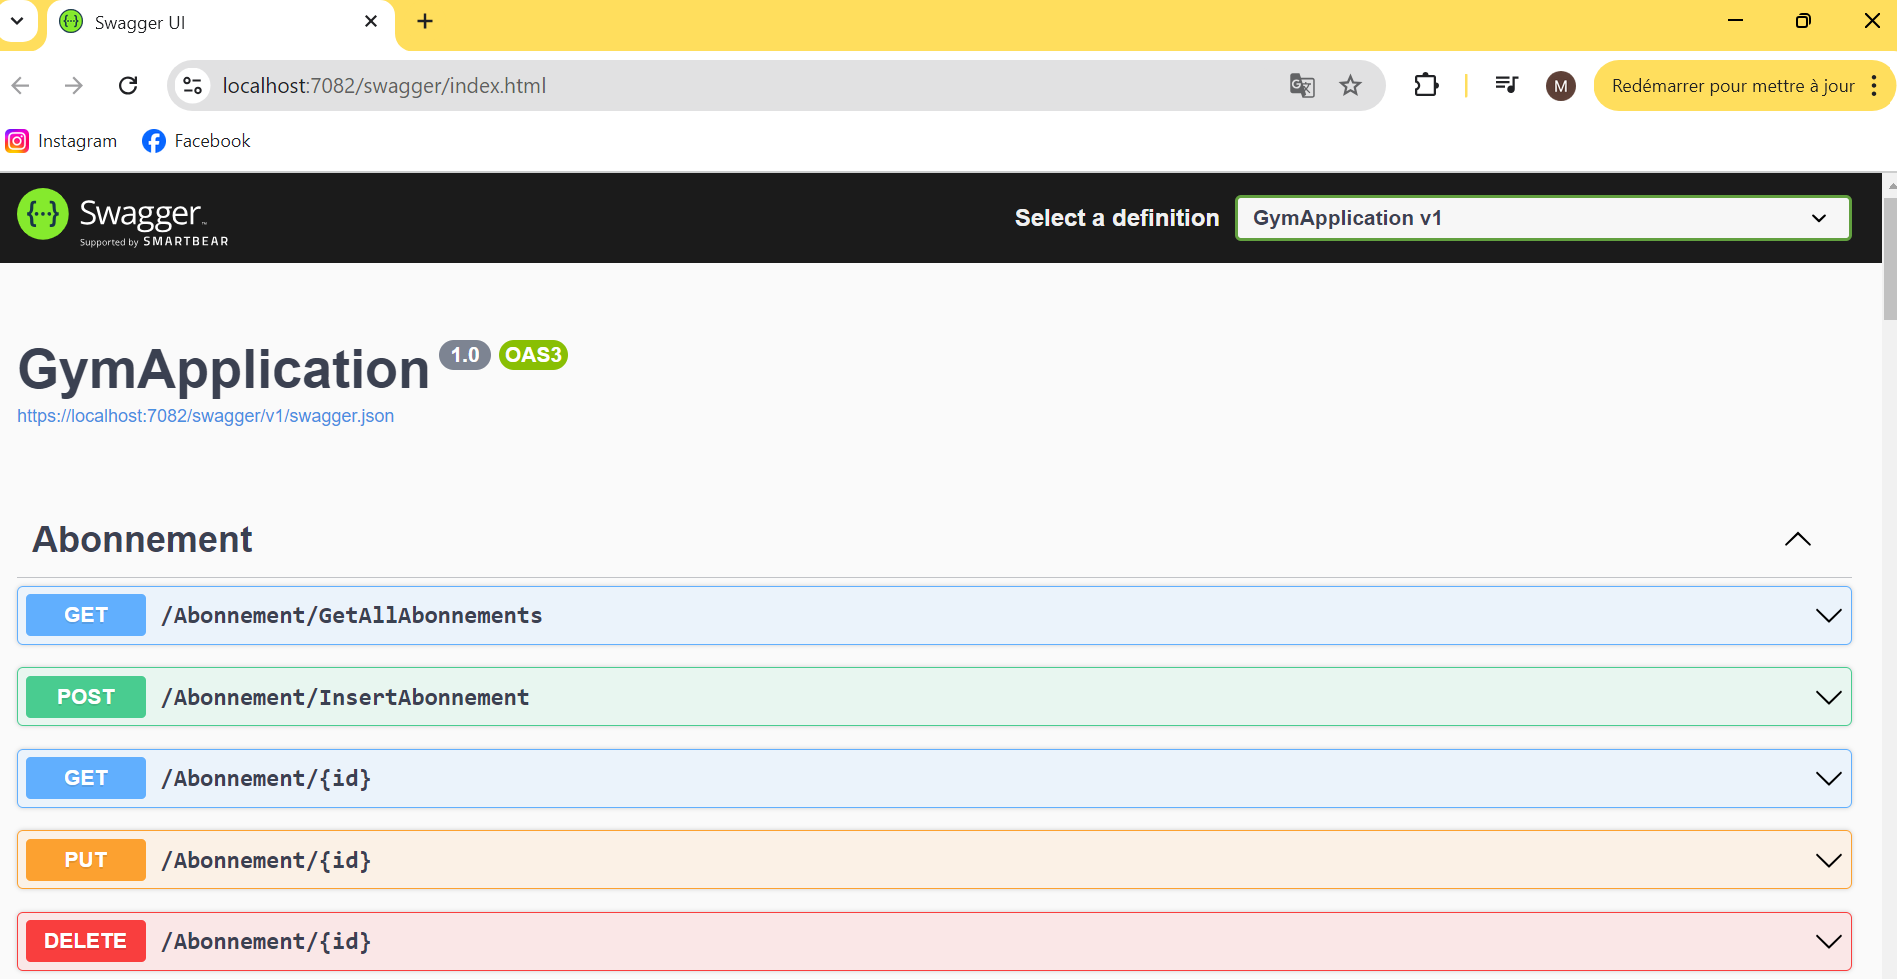 Swagger UI
localhost:7082/swagger/index.html
M
Redémarrer pour mettre à jour
Instagram
Facebook
Swagger
Supported by SMARTBEAR
Select a definition
GymApplication v1
GymApplication 1.0 OAS3
https://localhost:7082/swagger/v1/swagger.json
Abonnement
GET /Abonnement/GetAllAbonnements
POST /Abonnement/InsertAbonnement
GET /Abonnement/{id}
PUT /Abonnement/{id}
DELETE /Abonnement/{id}